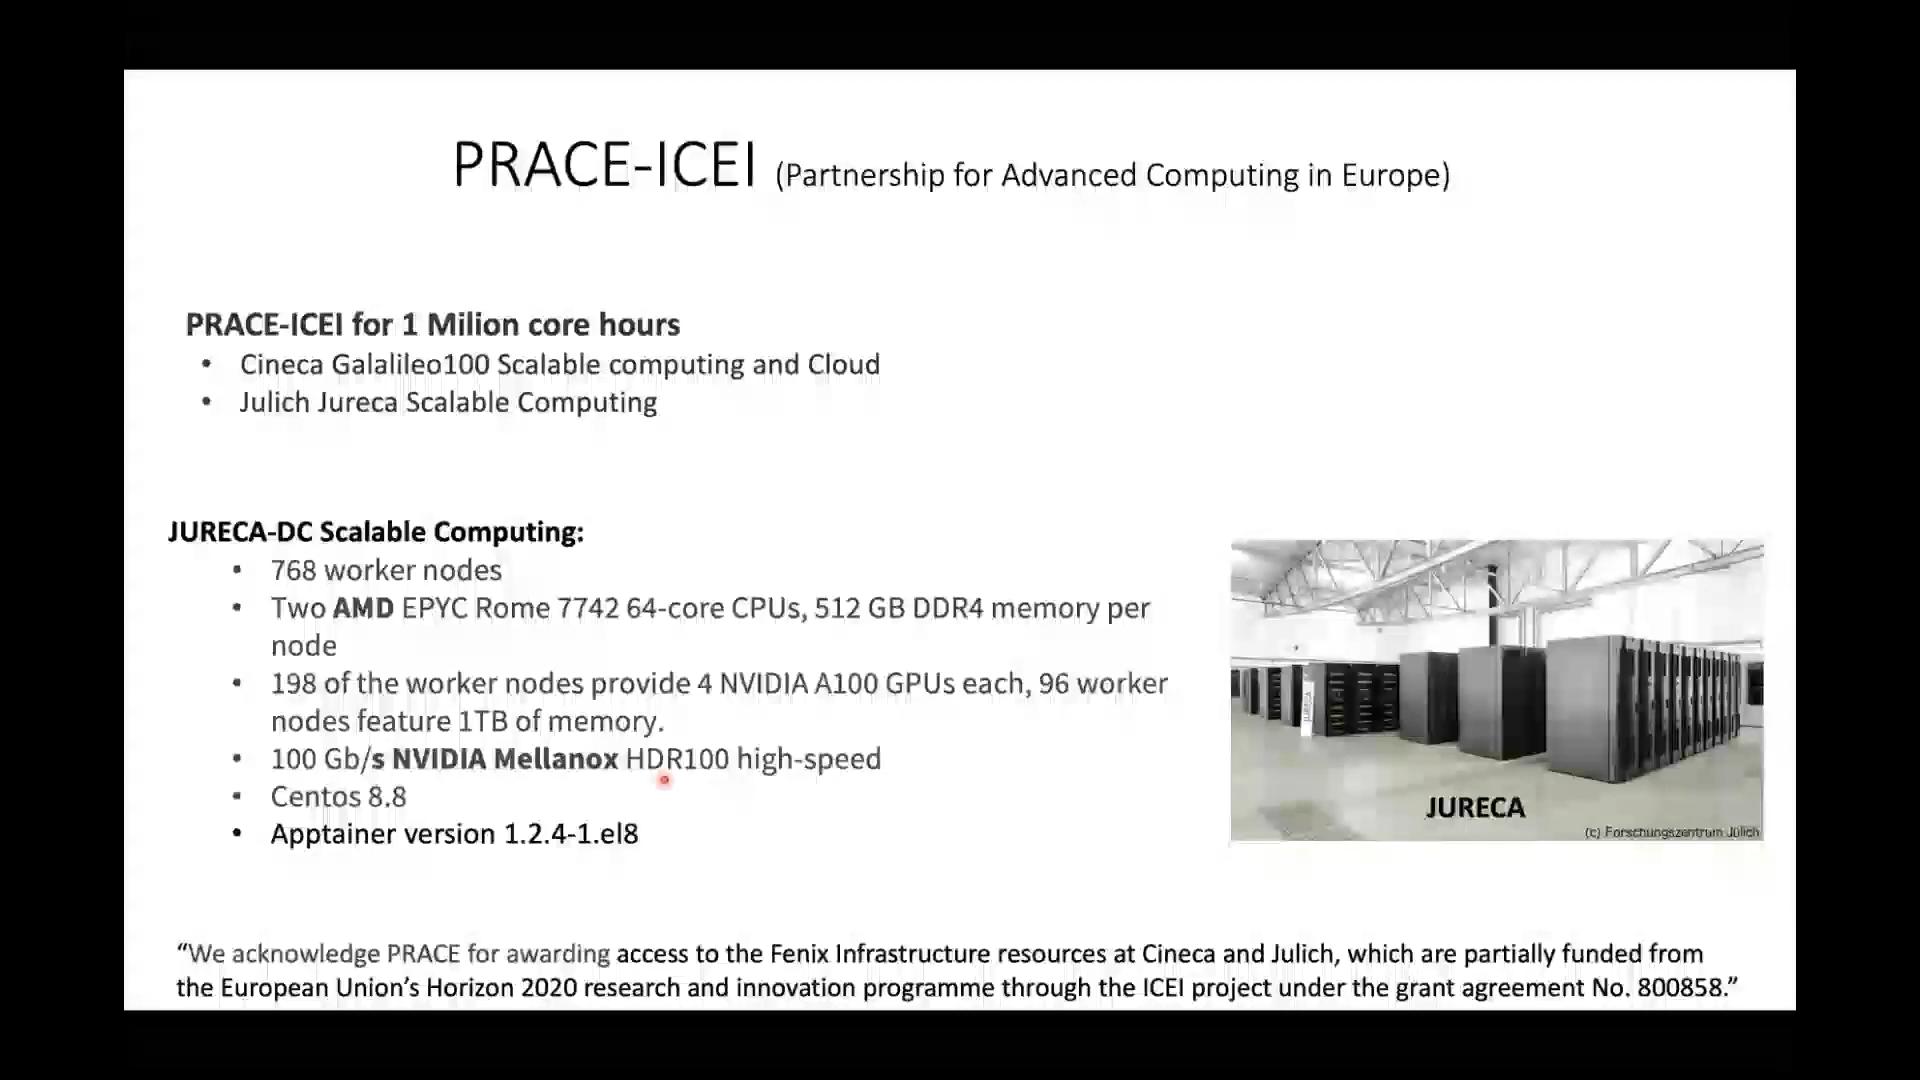 PRACE-ICEI (Partnership for Advanced Computing in Europe)
PRACE-ICEI for 1 Milion core hours
• Cineca Galalileo100 Scalable computing and Cloud
• Julich Jureca Scalable Computing
JURECA-DC Scalable Computing:
▪ 768 worker nodes
▪ Two AMD EPYC Rome 7742 64-core CPUs, 512 GB DDR4 memory per
node
▪ 198 of the worker nodes provide 4 NVIDIA A100 GPUs each, 96 worker
nodes feature 1TB of memory.
▪ 100 Gb/s NVIDIA Mellanox HDR100 high-speed
▪ Centos 8.8
• Apptainer version 1.2.4-1.el8
JURECA
JURECA
(c) Forschungszentrum Jülich
“We acknowledge PRACE for awarding access to the Fenix Infrastructure resources at Cineca and Julich, which are partially funded from
the European Union’s Horizon 2020 research and innovation programme through the ICEI project under the grant agreement No. 800858.”